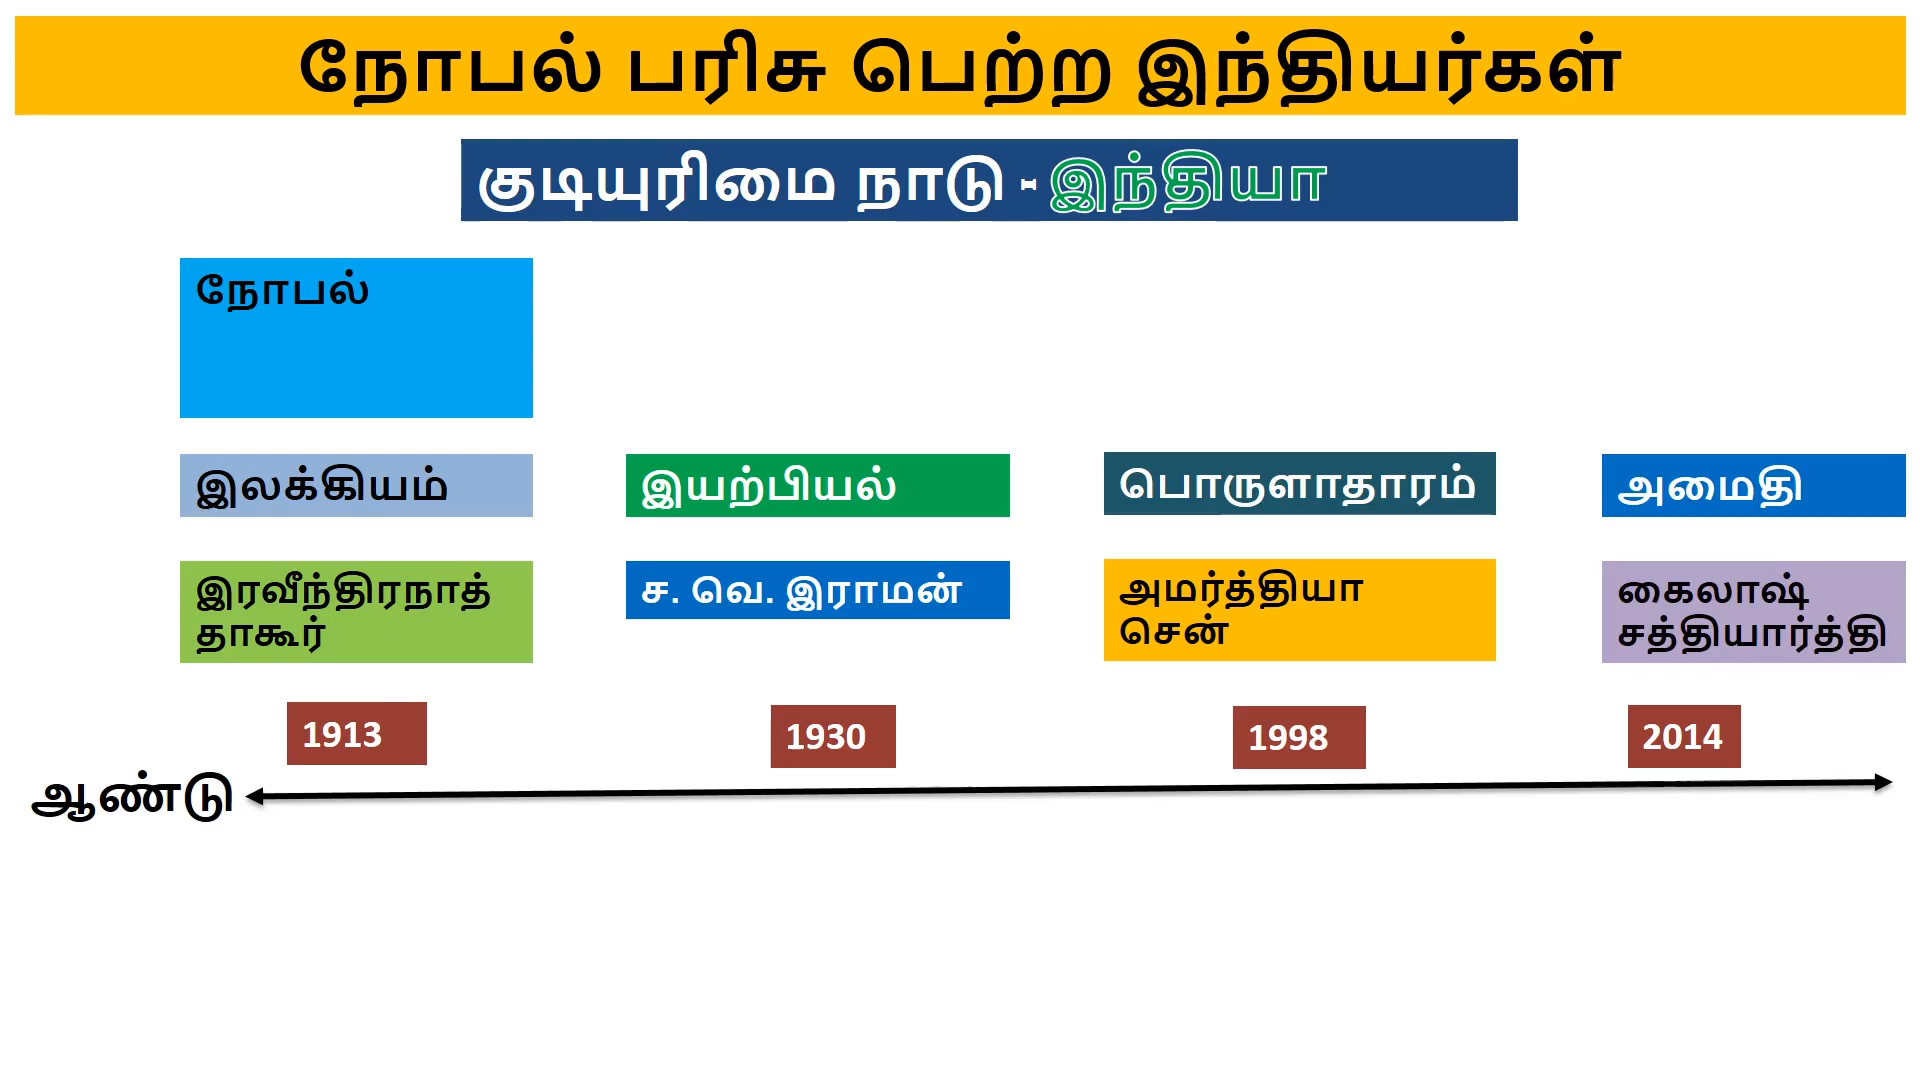 நோபல் பரிசு பெற்ற இந்தியர்கள்
குடியுரிமை நாடு - இந்தியா
நோபல்
இலக்கியம்
இயற்பியல்
பொருளாதாரம்
அமைதி
இரவீந்திரநாத்
தாகூர்
ச. வெ. இராமன்
அமர்த்தியா
சென்
கைலாஷ்
சத்தியார்த்தி
1913
1930
1998
2014
ஆண்டு